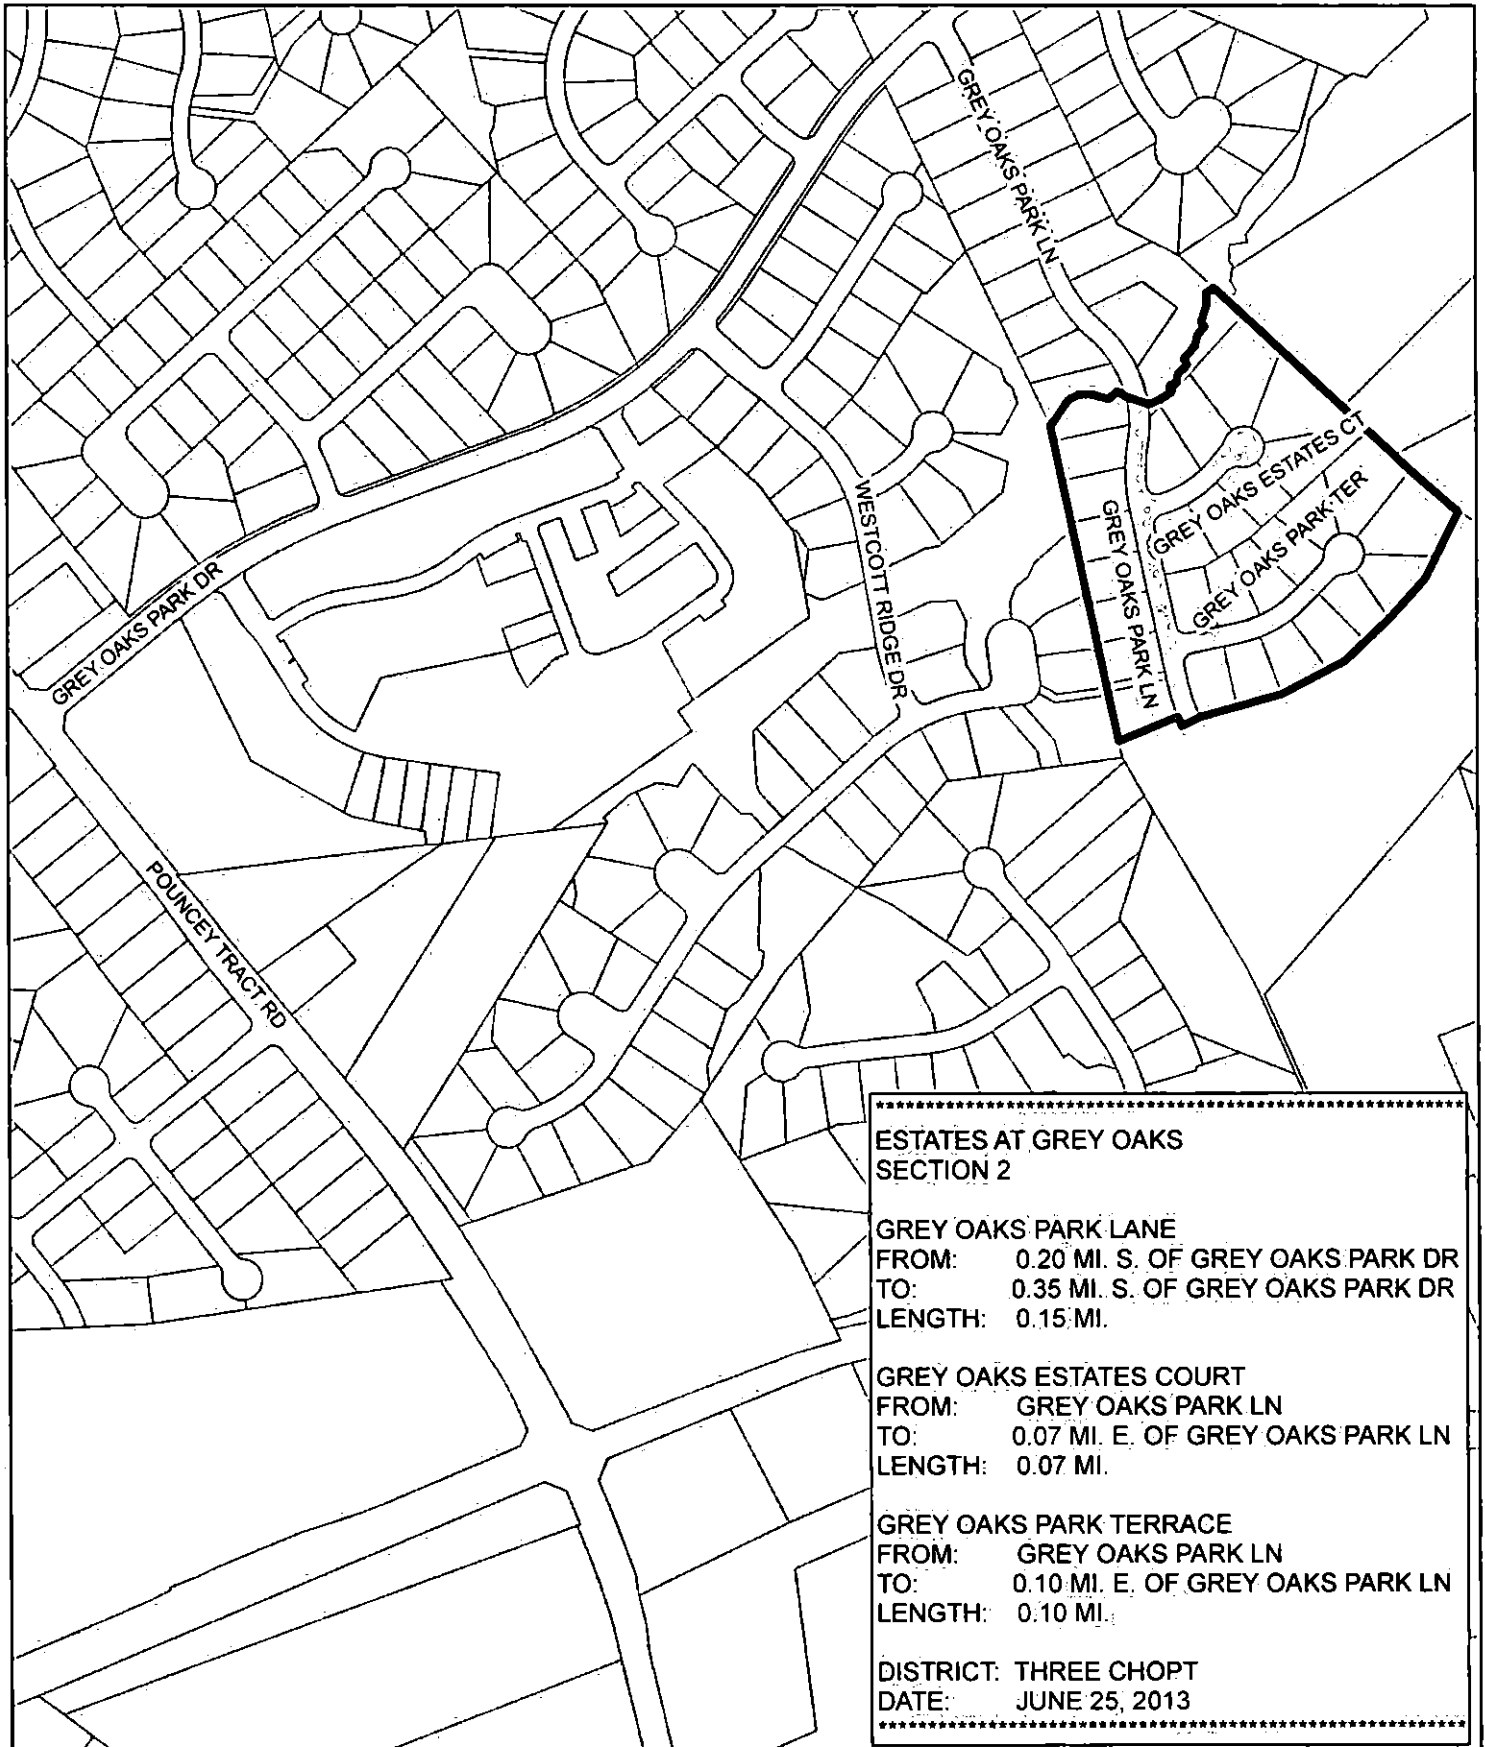 GREY OAKS PARK LN
GREY OAKS ESTATES CT
GREY OAKS PARK TER
GREY OAKS PARK LN
WESTCOTT RIDGE DR
GREY OAKS PARK DR
POUNCEY TRACT RD
ESTATES AT GREY OAKS
SECTION 2
GREY OAKS PARK LANE
FROM: 0.20 MI. S. OF GREY OAKS PARK DR
TO: 0.35 MI. S. OF GREY OAKS PARK DR
LENGTH: 0.15 MI.
GREY OAKS ESTATES COURT
FROM: GREY OAKS PARK LN
TO: 0.07 MI. E. OF GREY OAKS PARK LN
LENGTH: 0.07 MI.
GREY OAKS PARK TERRACE
FROM: GREY OAKS PARK LN
TO: 0.10 MI. E. OF GREY OAKS PARK LN
LENGTH: 0.10 MI.
DISTRICT: THREE CHOPT
DATE: JUNE 25, 2013